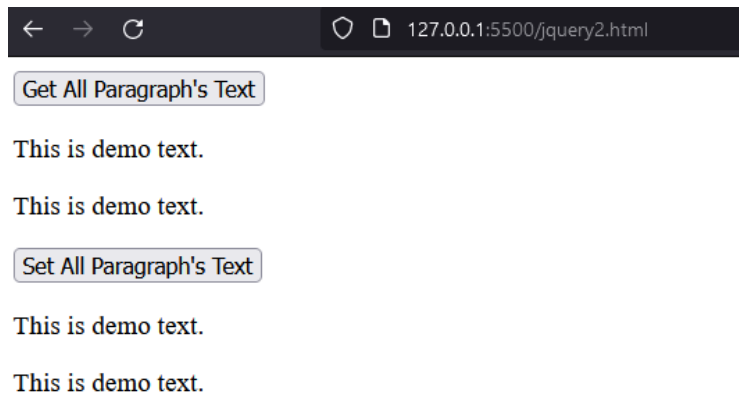 127.0.0.1:5500/jquery2.html
Get All Paragraph's Text
This is demo text.
This is demo text.
Set All Paragraph's Text
This is demo text.
This is demo text.